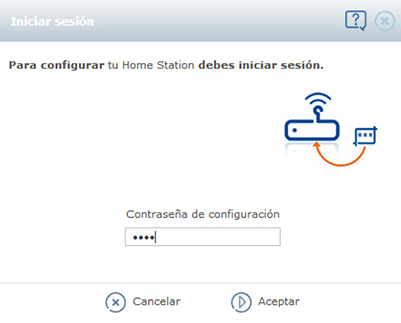 Iniciar sesión
Para configurar tu Home Station debes iniciar sesión.
Contraseña de configuración
••••
Cancelar Aceptar